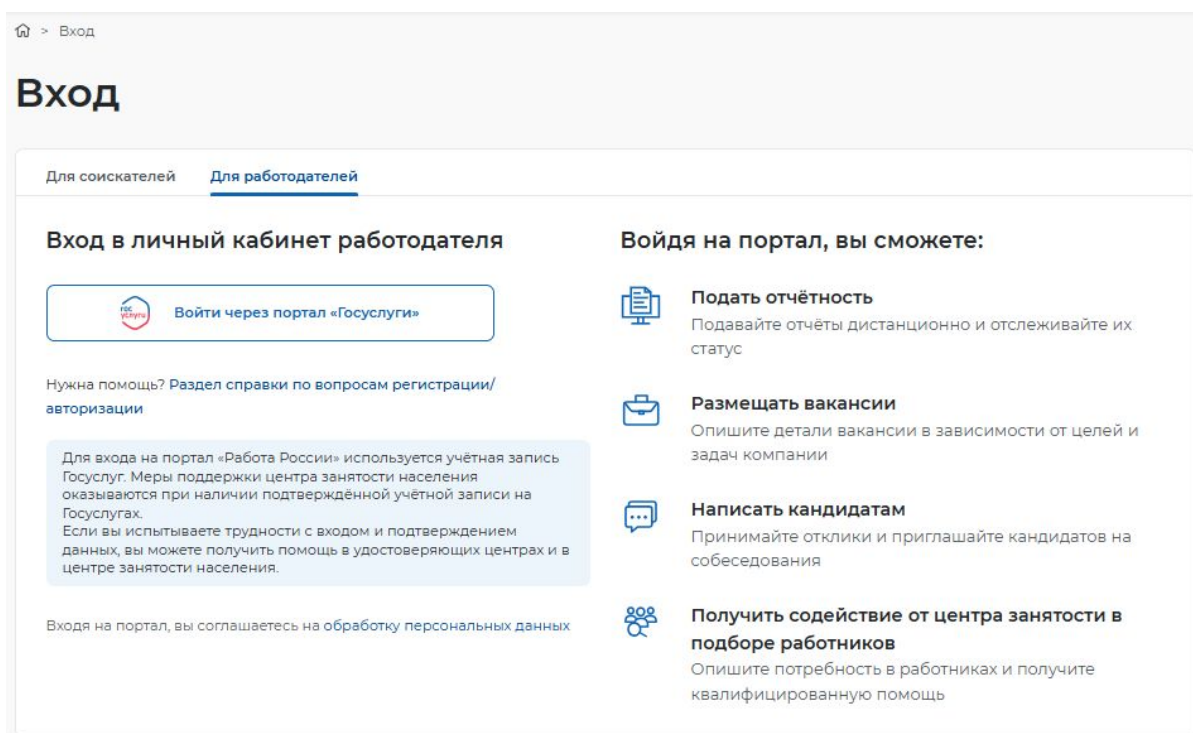 > Вход
Вход
Для соискателей
Для работодателей
Вход в личный кабинет работодателя
гос
услуги
Войти через портал «Госуслуги»
Нужна помощь? Раздел справки по вопросам регистрации/
авторизации
Для входа на портал «Работа России» используется учётная запись
Госуслуг. Меры поддержки центра занятости населения
оказываются при наличии подтверждённой учётной записи на
Госуслугах.
Если вы испытываете трудности с входом и подтверждением
данных, вы можете получить помощь в удостоверяющих центрах и в
центре занятости населения.
Входя на портал, вы соглашаетесь на обработку персональных данных
Войдя на портал, вы сможете:
Подать отчётность
Подавайте отчёты дистанционно и отслеживайте их
статус
Размещать вакансии
Опишите детали вакансии в зависимости от целей и
задач компании
Написать кандидатам
Принимайте отклики и приглашайте кандидатов на
собеседования
Получить содействие от центра занятости в
подборе работников
Опишите потребность в работниках и получите
квалифицированную помощь